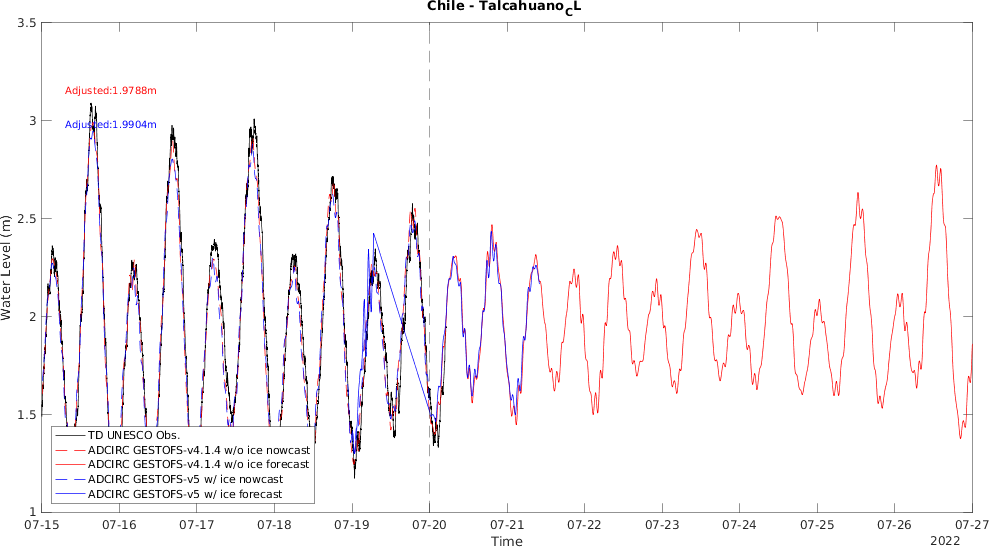 Chile - Talcahuano_CL
Adjusted:1.9788m
Adjusted:1.9904m
Water Level (m)
3.5
3
2.5
2
1.5
1
TD UNESCO Obs.
ADCIRC GESTOFS-v4.1.4 w/o ice nowcast
ADCIRC GESTOFS-v4.1.4 w/o ice forecast
ADCIRC GESTOFS-v5 w/ ice nowcast
ADCIRC GESTOFS-v5 w/ ice forecast
07-15 07-16 07-17 07-18 07-19 07-20 07-21 07-22 07-23 07-24 07-25 07-26 07-27
Time
2022